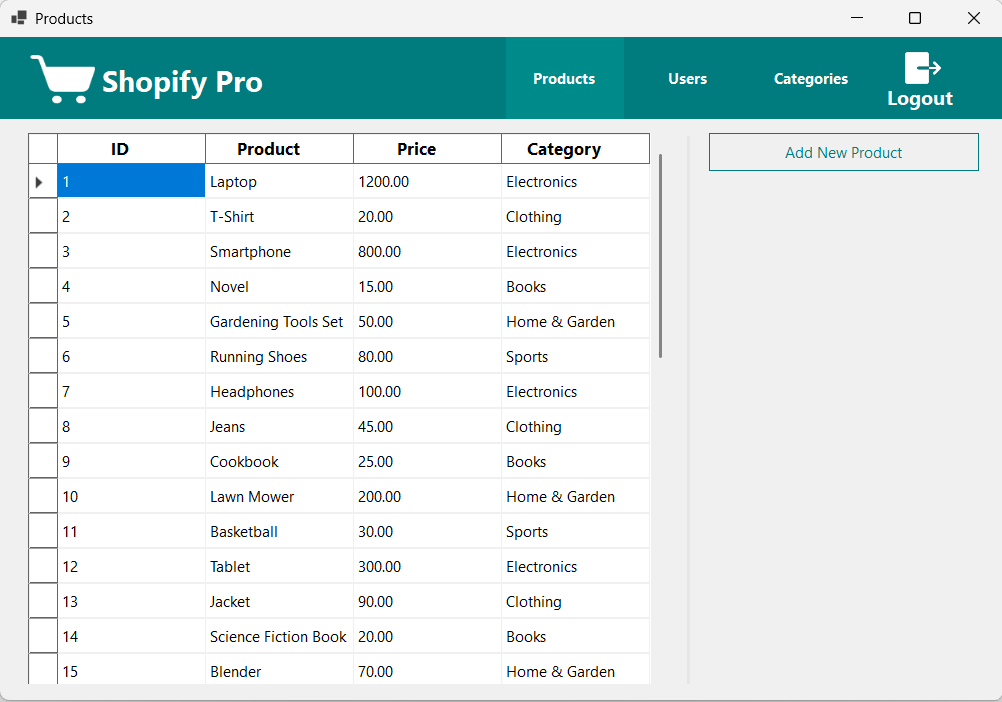 Products
Shopify Pro
Products Users Categories Logout
ID Product Price Category
Add New Product
1 Laptop 1200.00 Electronics
2 T-Shirt 20.00 Clothing
3 Smartphone 800.00 Electronics
4 Novel 15.00 Books
5 Gardening Tools Set 50.00 Home & Garden
6 Running Shoes 80.00 Sports
7 Headphones 100.00 Electronics
8 Jeans 45.00 Clothing
9 Cookbook 25.00 Books
10 Lawn Mower 200.00 Home & Garden
11 Basketball 30.00 Sports
12 Tablet 300.00 Electronics
13 Jacket 90.00 Clothing
14 Science Fiction Book 20.00 Books
15 Blender 70.00 Home & Garden